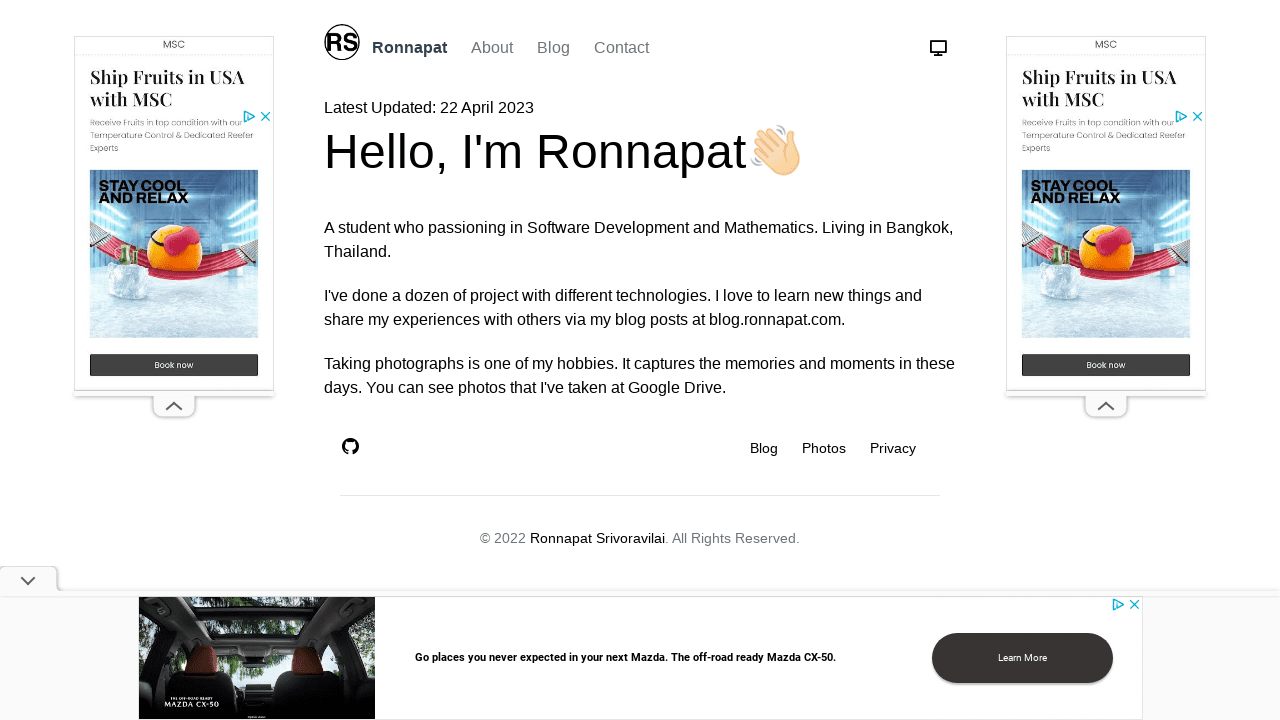 RS Ronnapat About Blog Contact
Latest Updated: 22 April 2023
Hello, I'm Ronnapat
A student who passioning in Software Development and Mathematics. Living in Bangkok,
Thailand.
I've done a dozen of project with different technologies. I love to learn new things and
share my experiences with others via my blog posts at blog.ronnapat.com.
Taking photographs is one of my hobbies. It captures the memories and moments in these
days. You can see photos that I've taken at Google Drive.
Blog Photos Privacy
© 2022 Ronnapat Srivoravilai. All Rights Reserved.
MSC
Ship Fruits in USA
with MSC
Receive Fruits in top condition with our
Temperature Control & Dedicated Reefer
Experts
STAY COOL
AND RELAX
Book now
MSC
Ship Fruits in USA
with MSC
Receive Fruits in top condition with our
Temperature Control & Dedicated Reefer
Experts
STAY COOL
AND RELAX
Book now
THE OFF-ROAD READY
MAZDA CX-50
Go places you never expected in your next Mazda. The off-road ready Mazda CX-50.
Learn More